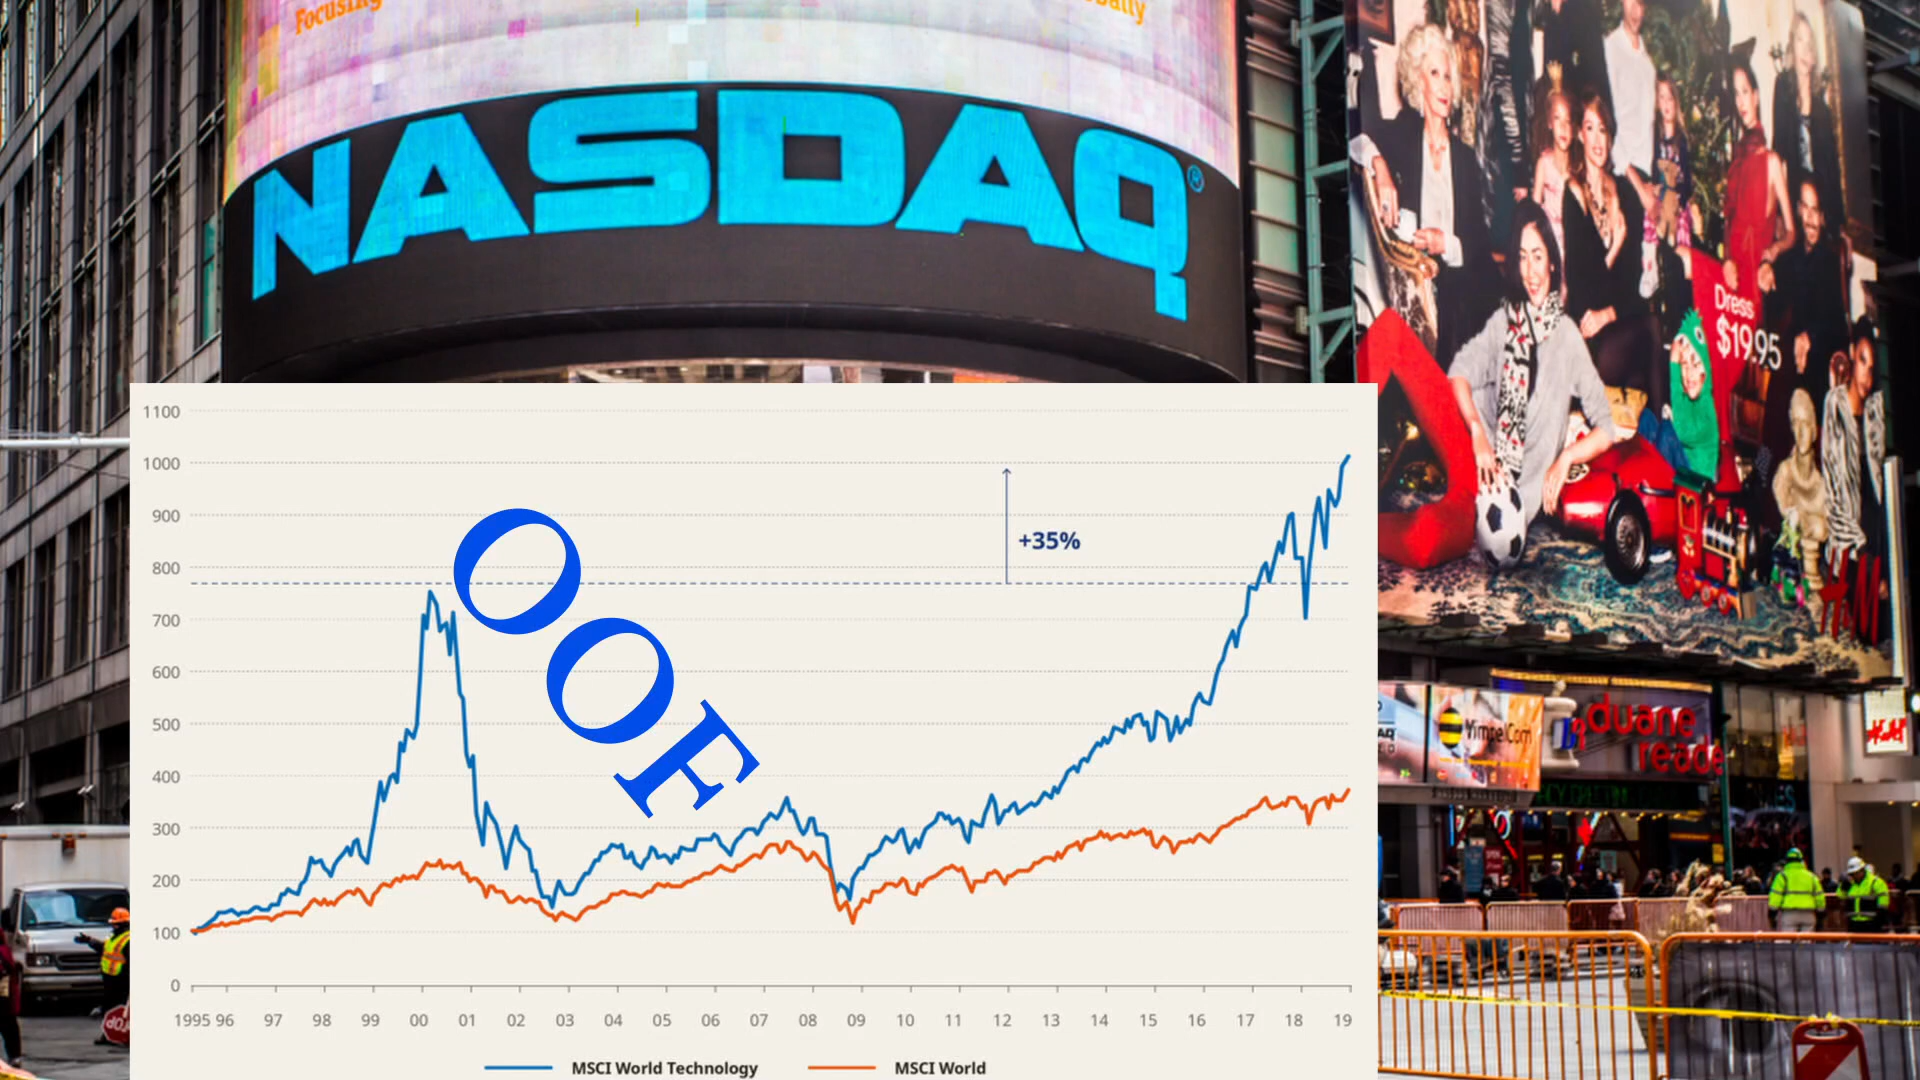 Focusing
NASDAQ®
Dress
$19.95
1100
1000
900
800
700
600
500
400
300
200
100
0
OOF
+35%
1995 96 97 98 99 00 01 02 03 04 05 06 07 08 09 10 11 12 13 14 15 16 17 18 19
MSCI World Technology
MSCI World
VimpelCom
duane
reade
H&M